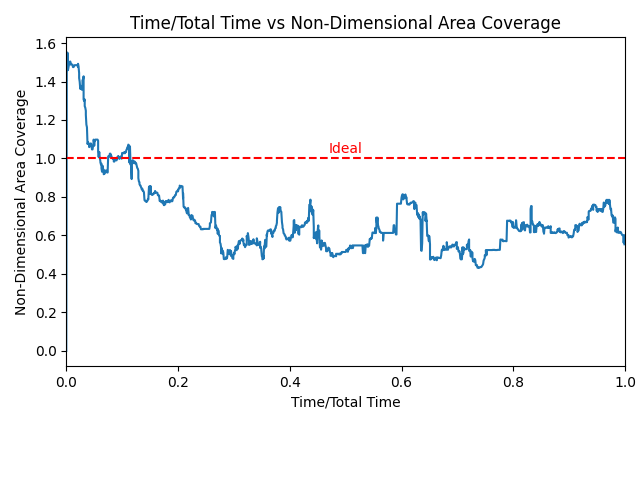 Time/Total Time vs Non-Dimensional Area Coverage
Non-Dimensional Area Coverage
1.6
1.4
1.2
1.0
0.8
0.6
0.4
0.2
0.0
Ideal
0.0 0.2 0.4 0.6 0.8 1.0
Time/Total Time